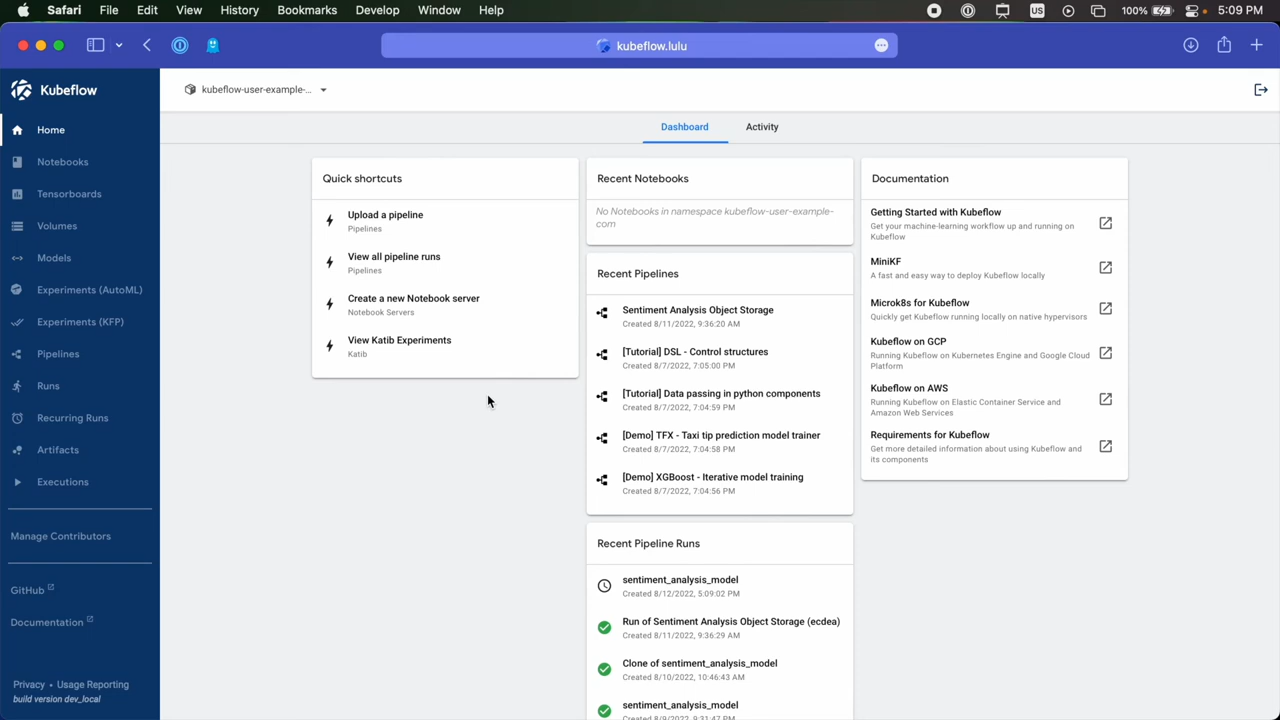 Safari File Edit View History Bookmarks Develop Window Help
100% 5:09 PM
kubeflow.lulu
Kubeflow
kubeflow-user-example-...
Home
Notebooks
Tensorboards
Volumes
Models
Experiments (AutoML)
Experiments (KFP)
Pipelines
Runs
Recurring Runs
Artifacts
Executions
Manage Contributors
GitHub
Documentation
Privacy • Usage Reporting
build version dev_local
Dashboard Activity
Quick shortcuts
Upload a pipeline
Pipelines
View all pipeline runs
Pipelines
Create a new Notebook server
Notebook Servers
View Katib Experiments
Katib
Recent Notebooks
No Notebooks in namespace kubeflow-user-example-
com
Recent Pipelines
Sentiment Analysis Object Storage
Created 8/11/2022, 9:36:20 AM
[Tutorial] DSL - Control structures
Created 8/7/2022, 7:05:00 PM
[Tutorial] Data passing in python components
Created 8/7/2022, 7:04:59 PM
[Demo] TFX - Taxi tip prediction model trainer
Created 8/7/2022, 7:04:58 PM
[Demo] XGBoost - Iterative model training
Created 8/7/2022, 7:04:56 PM
Recent Pipeline Runs
sentiment_analysis_model
Created 8/12/2022, 5:09:02 PM
Run of Sentiment Analysis Object Storage (ecdea)
Created 8/11/2022, 9:36:29 AM
Clone of sentiment_analysis_model
Created 8/10/2022, 10:46:43 AM
sentiment_analysis_model
Created 8/9/2022, 9:31:47 PM
Documentation
Getting Started with Kubeflow
Get your machine-learning workflow up and running on
Kubeflow
MiniKF
A fast and easy way to deploy Kubeflow locally
Microk8s for Kubeflow
Quickly get Kubeflow running locally on native hypervisors
Kubeflow on GCP
Running Kubeflow on Kubernetes Engine and Google Cloud
Platform
Kubeflow on AWS
Running Kubeflow on Elastic Container Service and
Amazon Web Services
Requirements for Kubeflow
Get more detailed information about using Kubeflow and
its components